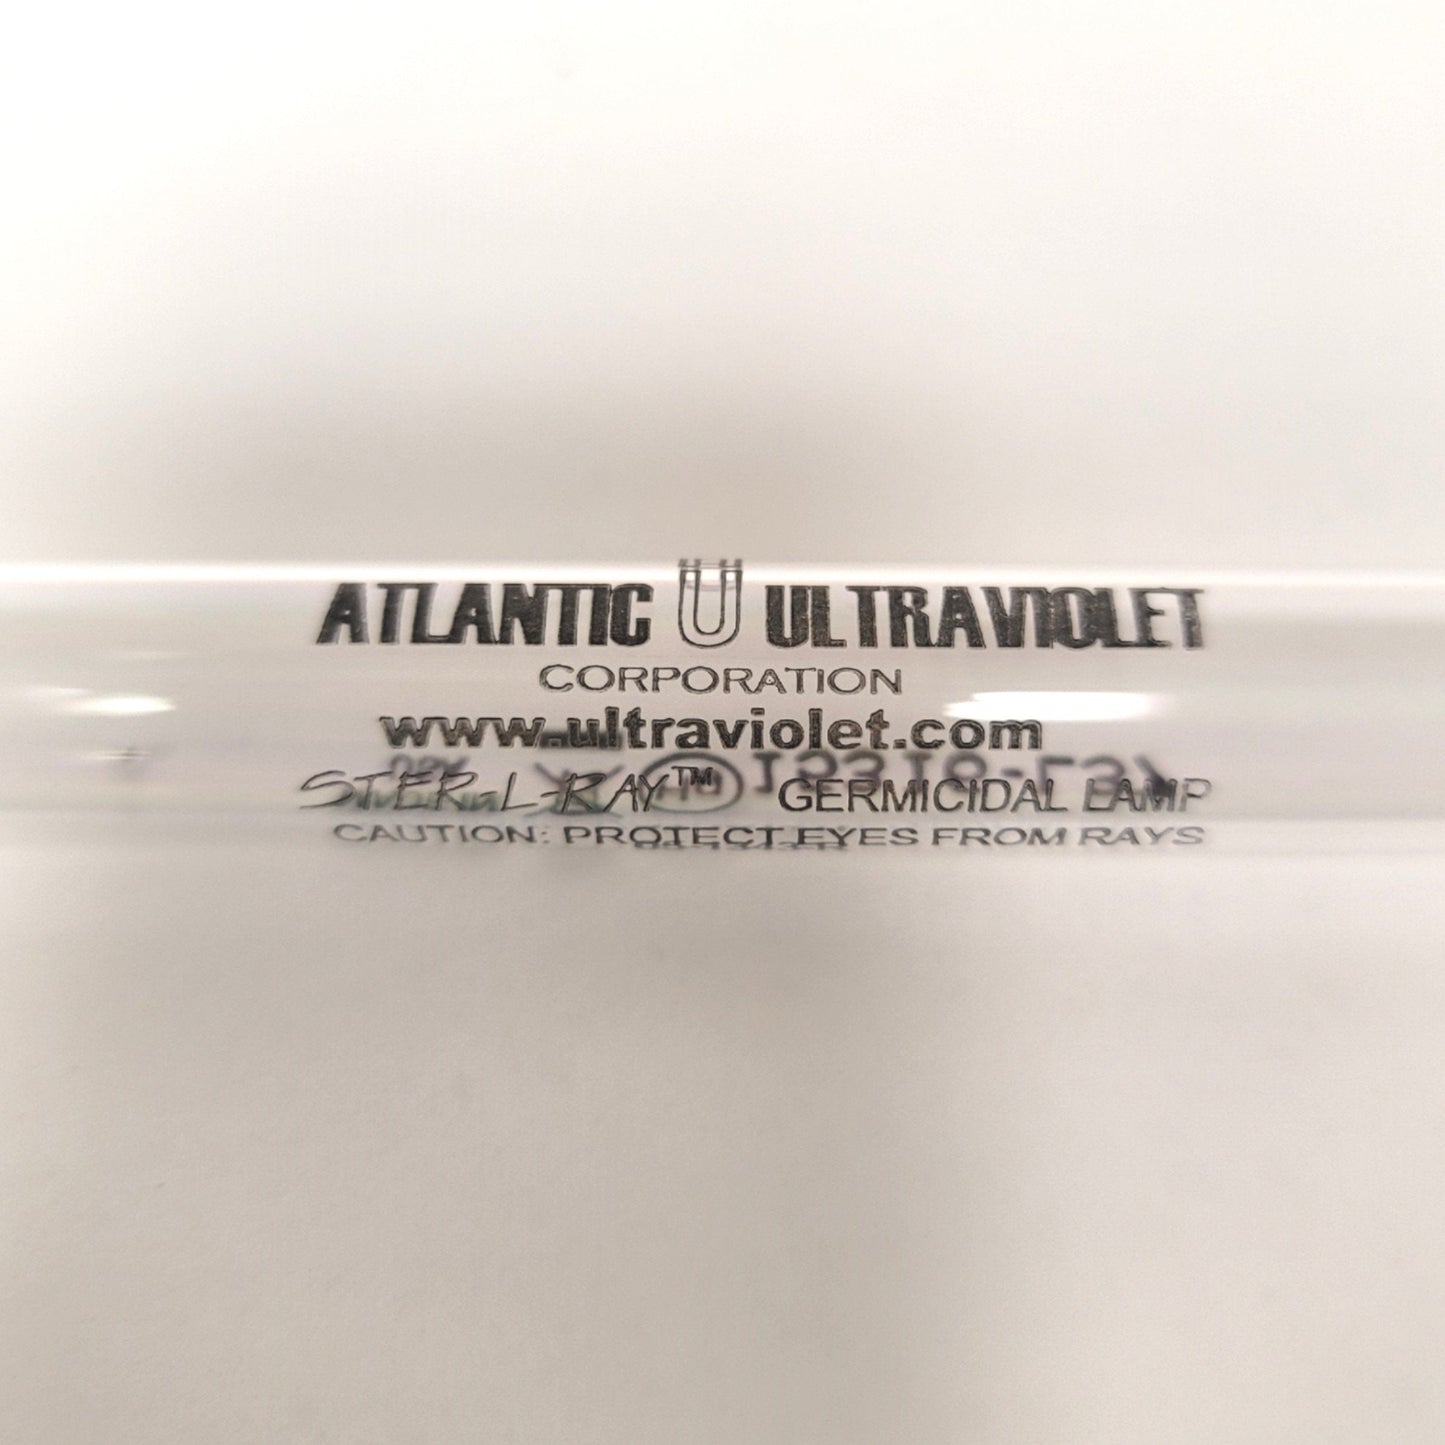 ATLANTIC U ULTRAVIOLET
CORPORATION
www.ultraviolet.com
STER-L-RAY™ GERMICIDAL LAMP
CAUTION: PROTECT EYES FROM RAYS